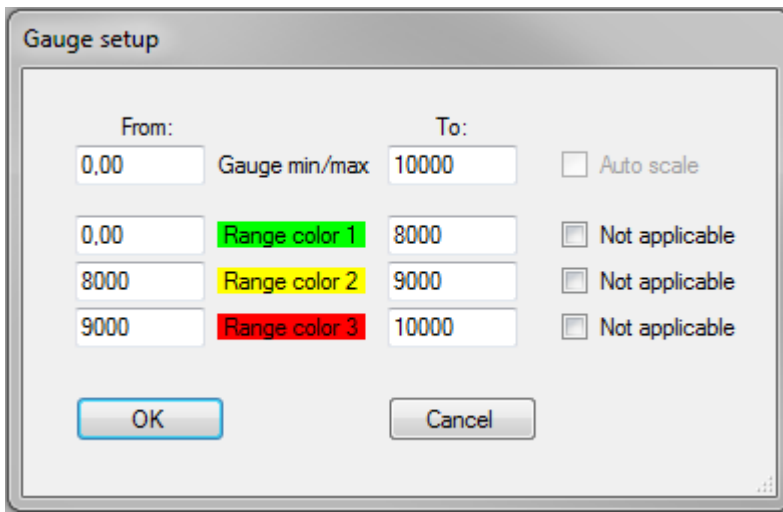 Gauge setup
From: To:
0,00 Gauge min/max 10000 Auto scale
0,00 Range color 1 8000 Not applicable
8000 Range color 2 9000 Not applicable
9000 Range color 3 10000 Not applicable
OK Cancel